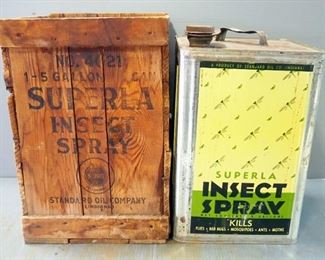 NO. 4021
1-5 GALLON CAN
SUPERLA
INSECT
SPRAY
STANDARD OIL COMPANY
(INDIANA)
A PRODUCT OF STANDARD OIL CO. (INDIANA)
SUPERLA
INSECT
SPRAY
KILLS
FLIES • BED BUGS • MOSQUITOES • ANTS • MOTHS